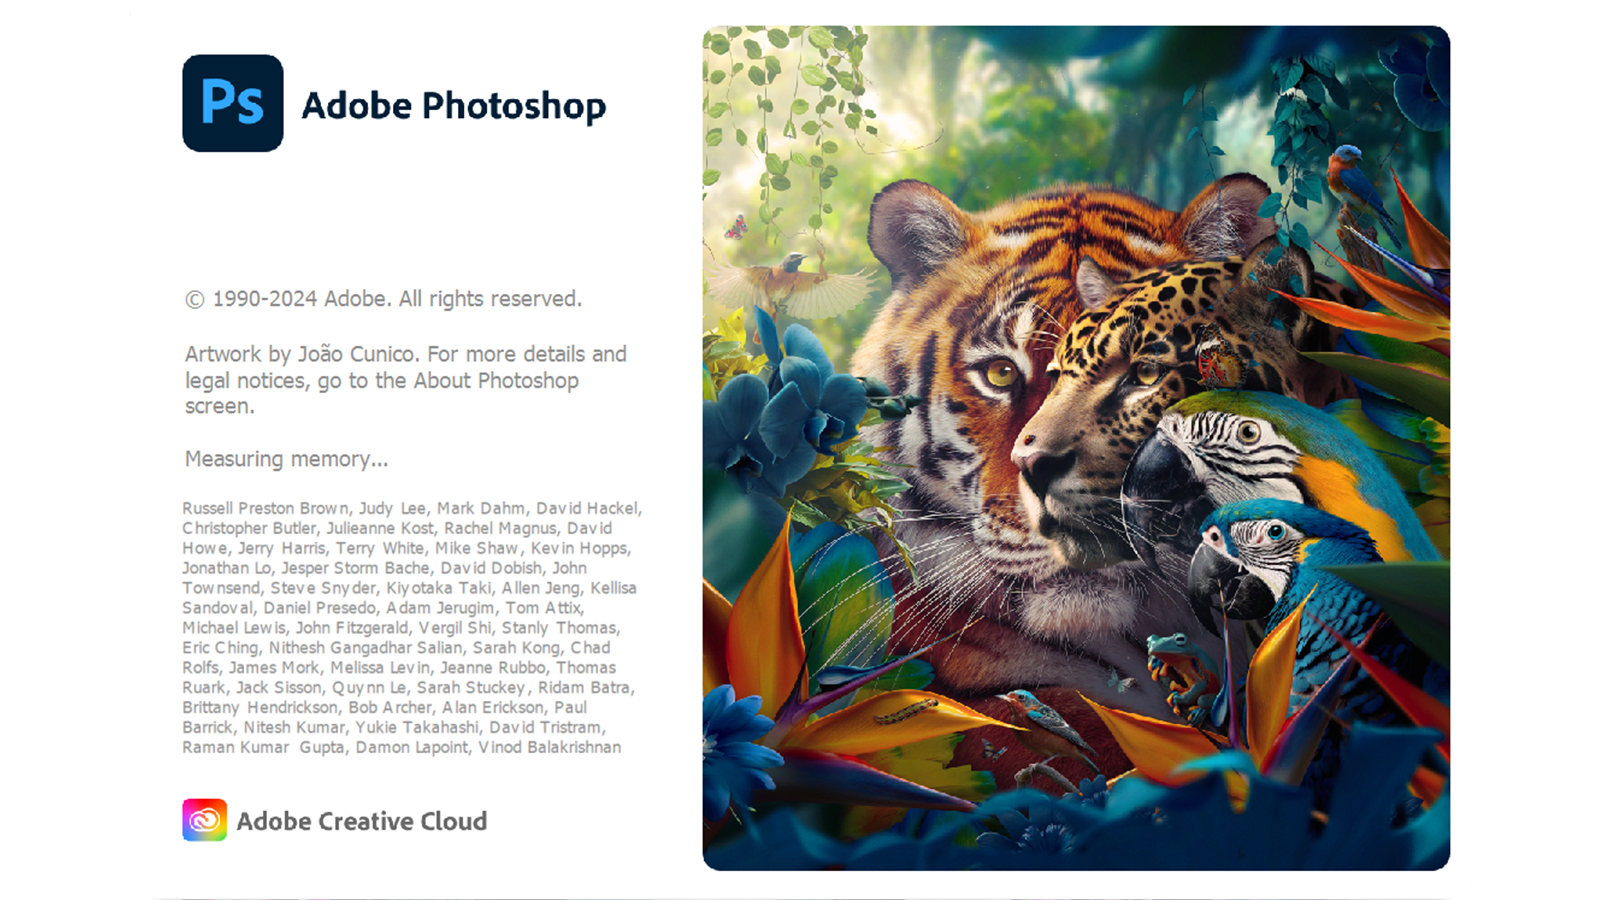 Ps Adobe Photoshop
© 1990-2024 Adobe. All rights reserved.
Artwork by João Cunico. For more details and
legal notices, go to the About Photoshop
screen.
Measuring memory...
Russell Preston Brown, Judy Lee, Mark Dahm, David Hackel,
Christopher Butler, Julieanne Kost, Rachel Magnus, David
Howe, Jerry Harris, Terry White, Mike Shaw, Kevin Hopps,
Jonathan Lo, Jesper Storm Bache, David Dobish, John
Townsend, Steve Snyder, Kiyotaka Taki, Allen Jeng, Kellisa
Sandoval, Daniel Presedo, Adam Jerugim, Tom Attix,
Michael Lewis, John Fitzgerald, Vergil Shi, Stanly Thomas,
Eric Ching, Nithesh Gangadhar Salian, Sarah Kong, Chad
Rolfs, James Mork, Melissa Levin, Jeanne Rubbo, Thomas
Ruark, Jack Sisson, Quynn Le, Sarah Stuckey, Ridam Batra,
Brittany Hendrickson, Bob Archer, Alan Erickson, Paul
Barrick, Nitesh Kumar, Yukie Takahashi, David Tristram,
Raman Kumar Gupta, Damon Lapoint, Vinod Balakrishnan
Adobe Creative Cloud